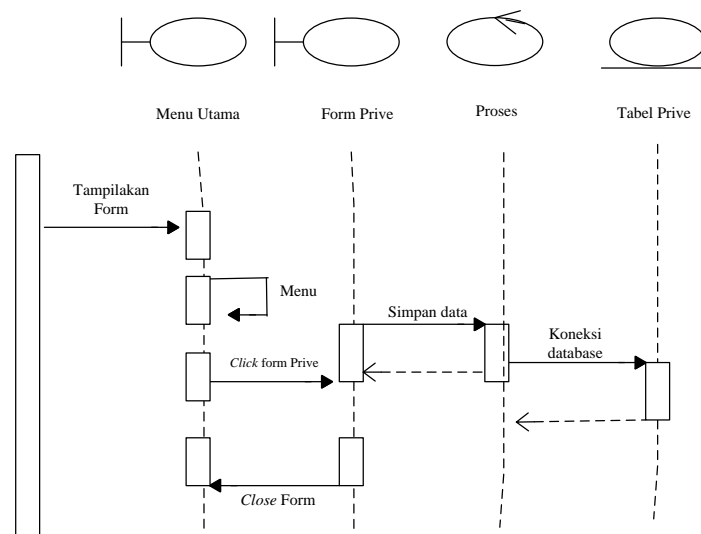 Menu Utama
Form Prive
Proses
Tabel Prive
Tampilakan
Form
Menu
Simpan data
Koneksi
database
Click form Prive
Close Form